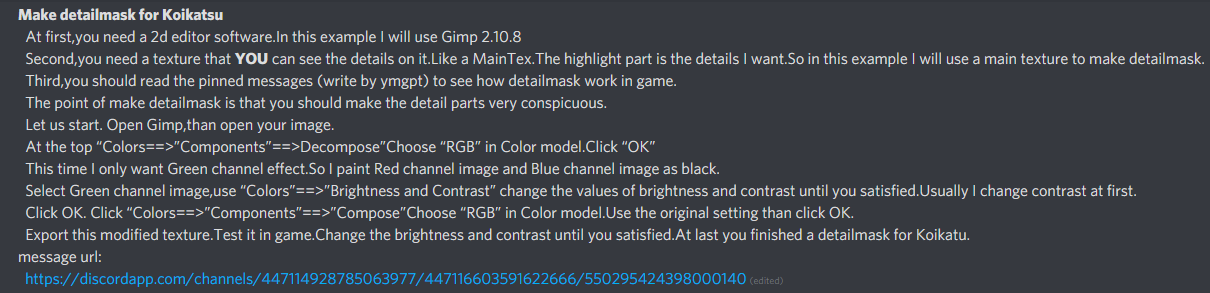 Make detailmask for Koikatsu
At first,you need a 2d editor software.In this example I will use Gimp 2.10.8
Second,you need a texture that YOU can see the details on it.Like a MainTex.The highlight part is the details I want.So in this example I will use a main texture to make detailmask.
Third,you should read the pinned messages (write by ymgpt) to see how detailmask work in game.
The point of make detailmask is that you should make the detail parts very conspicuous.
Let us start. Open Gimp,than open your image.
At the top “Colors==>”Components”==>Decompose”Choose “RGB” in Color model.Click “OK”
This time I only want Green channel effect.So I paint Red channel image and Blue channel image as black.
Select Green channel image,use “Colors”==>”Brightness and Contrast” change the values of brightness and contrast until you satisfied.Usually I change contrast at first.
Click OK. Click “Colors==>”Components”==>”Compose”Choose “RGB” in Color model.Use the original setting than click OK.
Export this modified texture.Test it in game.Change the brightness and contrast until you satisfied.At last you finished a detailmask for Koikatu.
message url:
https://discordapp.com/channels/447114928785063977/447116603591622666/550295424398000140 (edited)